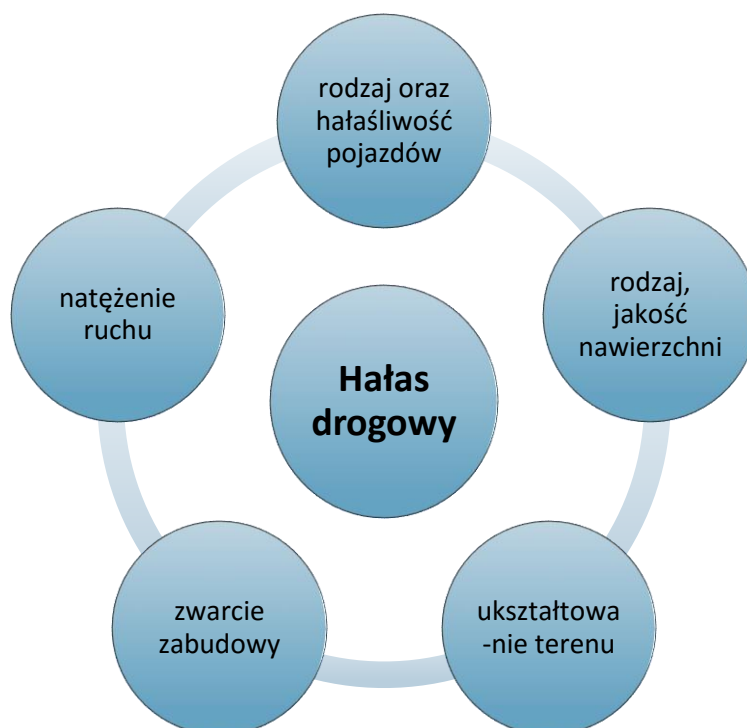 rodzaj oraz
hałaśliwość
pojazdów
rodzaj,
jakość
nawierzchni
ukształtowa
-nie terenu
zwarcie
zabudowy
natężenie
ruchu
Hałas
drogowy